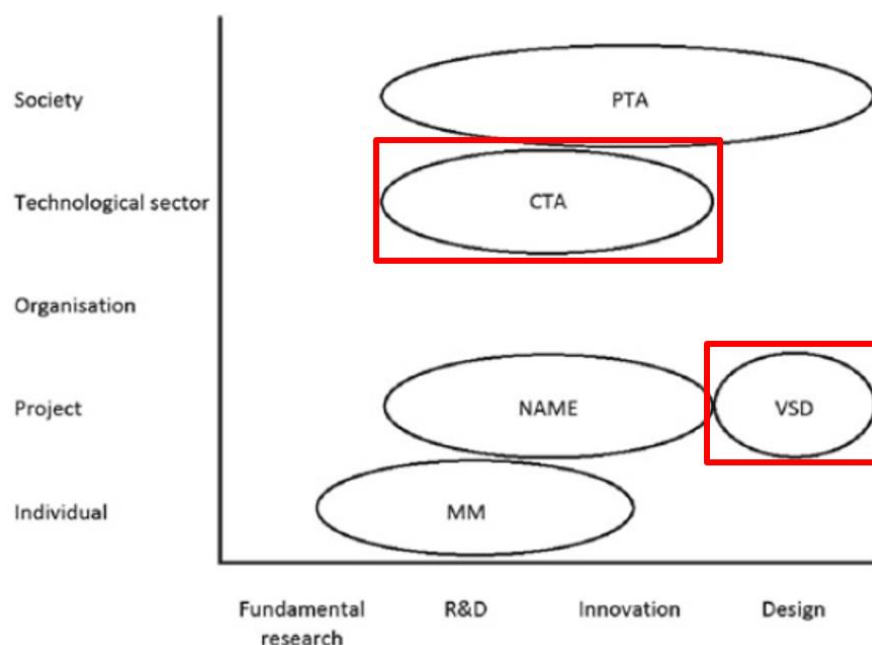 Society
PTA
Technological sector
CTA
Organisation
Project
NAME
VSD
Individual
MM
Fundamental research
R&D
Innovation
Design